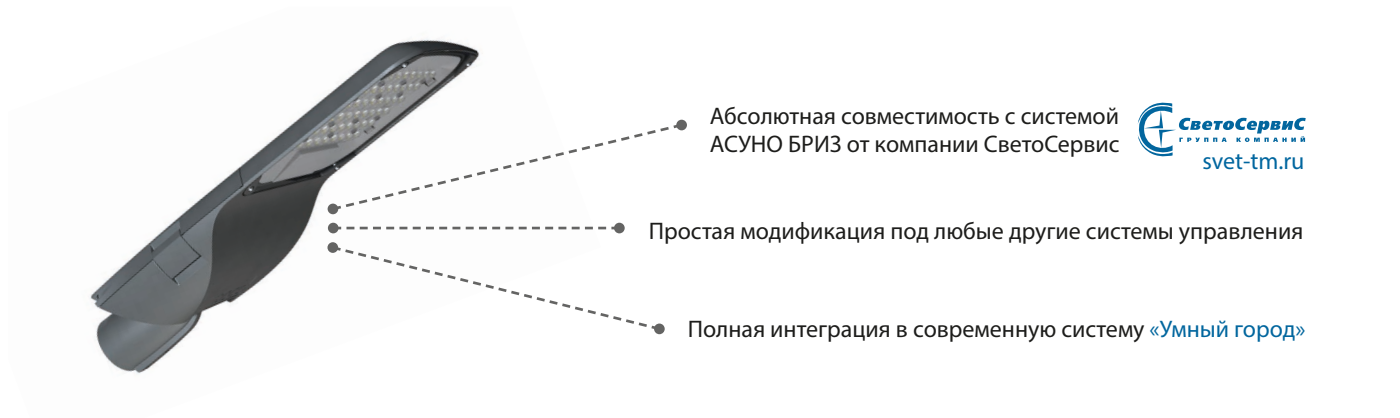 Абсолютная совместимость с системой
АСУНО БРИЗ от компании СветоСервис
СветоСервиС
ГРУППА КОМПАНИЙ
svet-tm.ru
Простая модификация под любые другие системы управления
Полная интеграция в современную систему «Умный город»